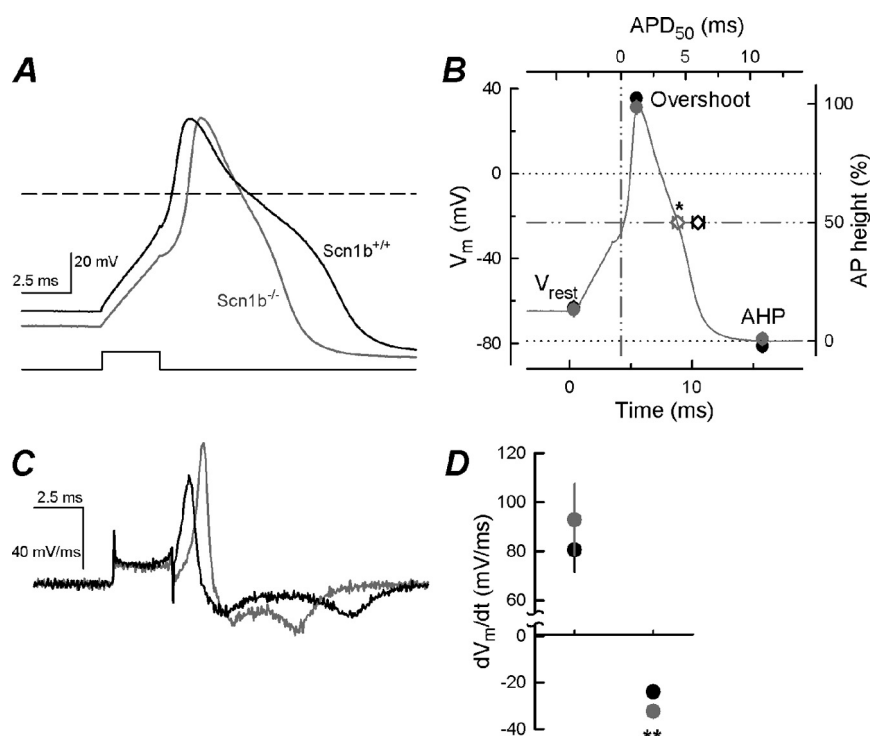 A
20 mV
2.5 ms
Scn1b+/+
Scn1b-/-
B
APD50 (ms)
0 5 10
40
0
-40
-80
Vm (mV)
Overshoot
*
Vrest
AHP
100
50
0
AP height (%)
0 10
Time (ms)
C
2.5 ms
40 mV/ms
D
120
100
80
60
0
-20
-40
dVm/dt (mV/ms)
**